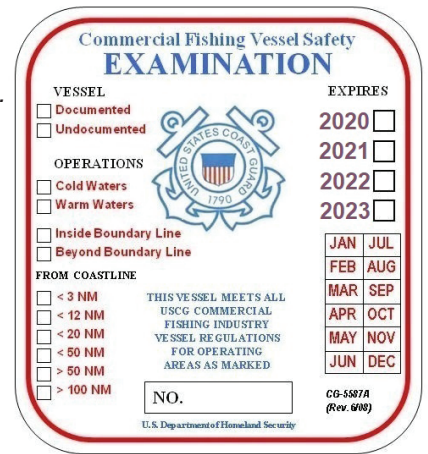 Commercial Fishing Vessel Safety
EXAMINATION
VESSEL
Documented
Undocumented
OPERATIONS
Cold Waters
Warm Waters
Inside Boundary Line
Beyond Boundary Line
FROM COASTLINE
< 3 NM
< 12 NM
< 20 NM
< 50 NM
> 50 NM
> 100 NM
UNITED STATES COAST GUARD
1790
THIS VESSEL MEETS ALL
USCG COMMERCIAL
FISHING INDUSTRY
VESSEL REGULATIONS
FOR OPERATING
AREAS AS MARKED
NO.
EXPIRES
2020
2021
2022
2023
JAN JUL
FEB AUG
MAR SEP
APR OCT
MAY NOV
JUN DEC
CG-5587A
(Rev. 6/08)
U.S. Department of Homeland Security